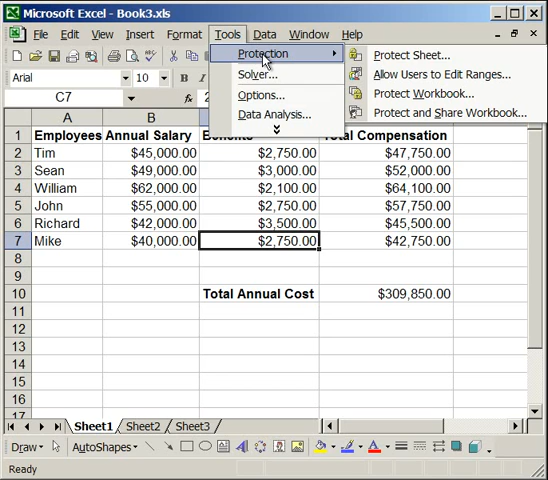 Microsoft Excel - Book3.xls
File Edit View Insert Format Tools Data Window Help
Protection
Solver...
Options...
Data Analysis...
Protect Sheet...
Allow Users to Edit Ranges...
Protect Workbook...
Protect and Share Workbook...
Arial 10 B
C7
A B
1 Employees Annual Salary Benefits Total Compensation
2 Tim $45,000.00 $2,750.00 $47,750.00
3 Sean $49,000.00 $3,000.00 $52,000.00
4 William $62,000.00 $2,100.00 $64,100.00
5 John $55,000.00 $2,750.00 $57,750.00
6 Richard $42,000.00 $3,500.00 $45,500.00
7 Mike $40,000.00 $2,750.00 $42,750.00
8
9
10 Total Annual Cost $309,850.00
11
12
13
14
15
16
17
Sheet1 Sheet2 Sheet3
Draw AutoShapes
Ready